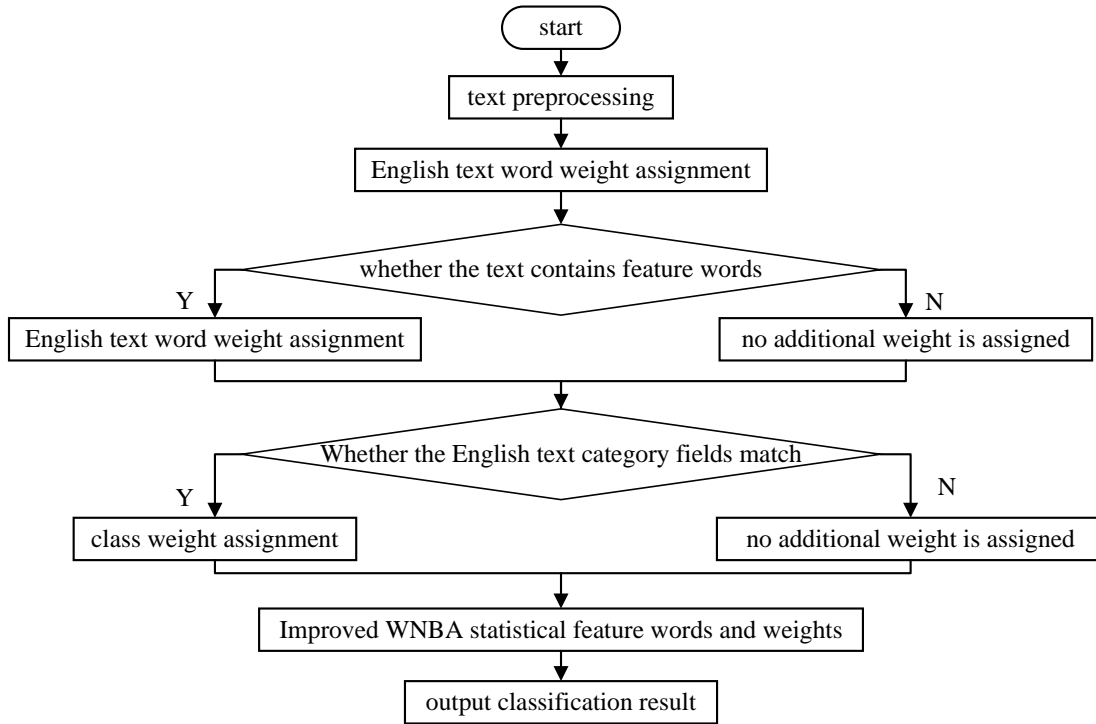 start
text preprocessing
English text word weight assignment
whether the text contains feature words
Y
N
English text word weight assignment
no additional weight is assigned
Whether the English text category fields match
Y
N
class weight assignment
no additional weight is assigned
Improved WNBA statistical feature words and weights
output classification result